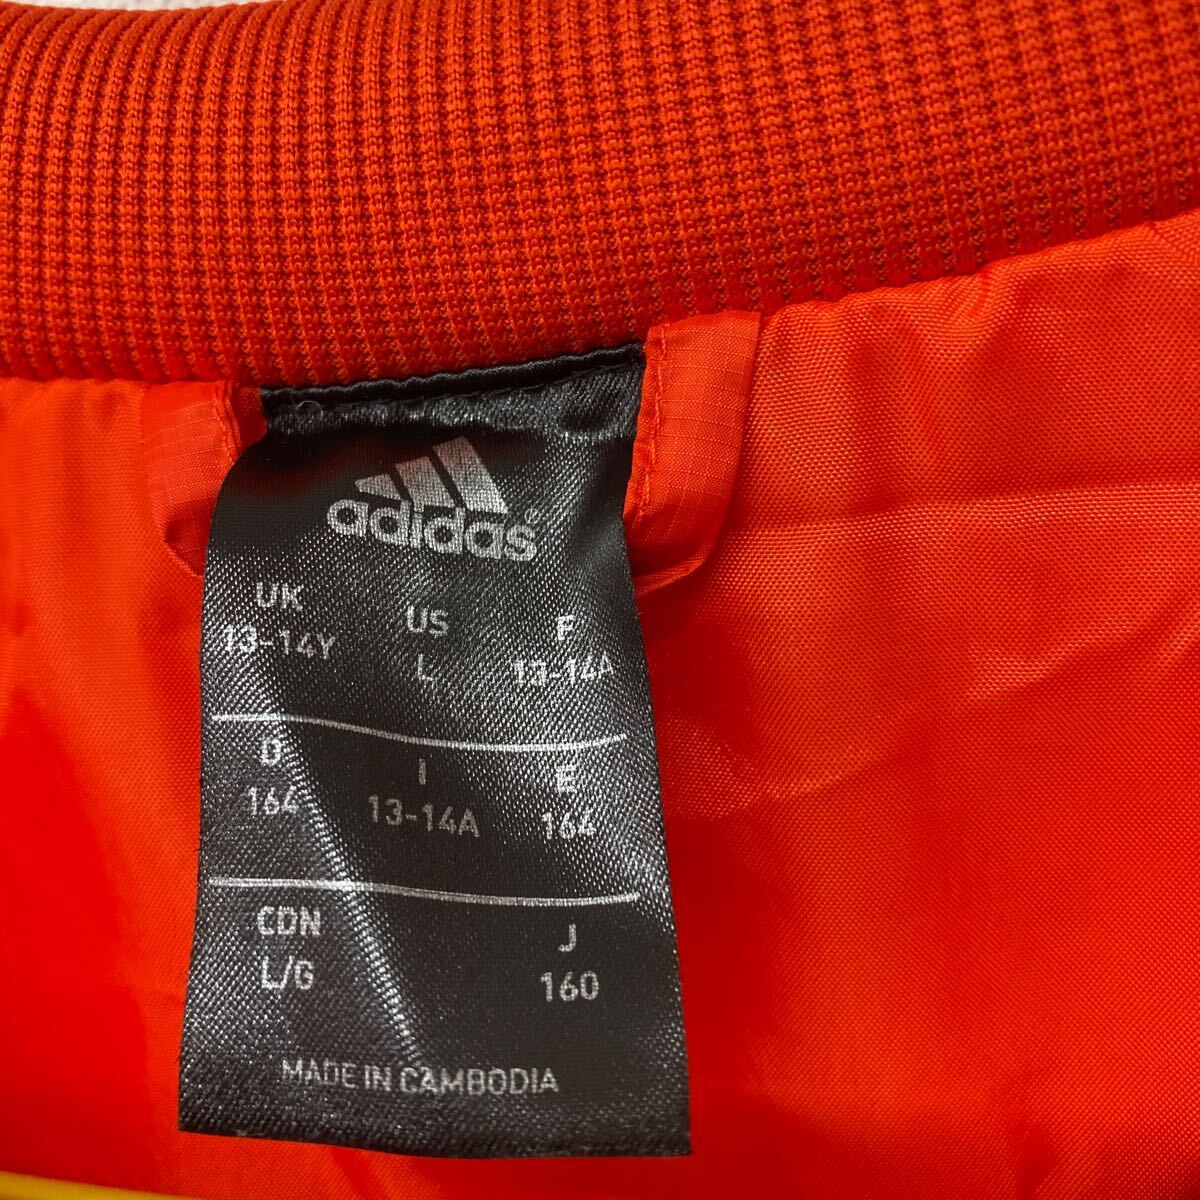 adidas
UK US F
13-14Y L 13-14A
D I E
164 13-14A 164
CDN J
L/G 160
MADE IN CAMBODIA